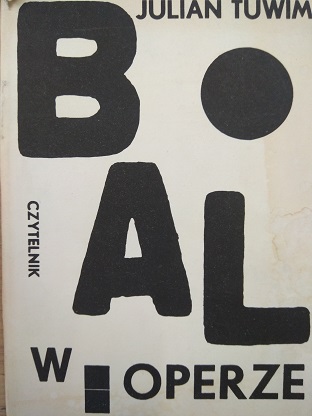 JULIAN TUWIM
B
AL
CZYTELNIK
W OPERZE